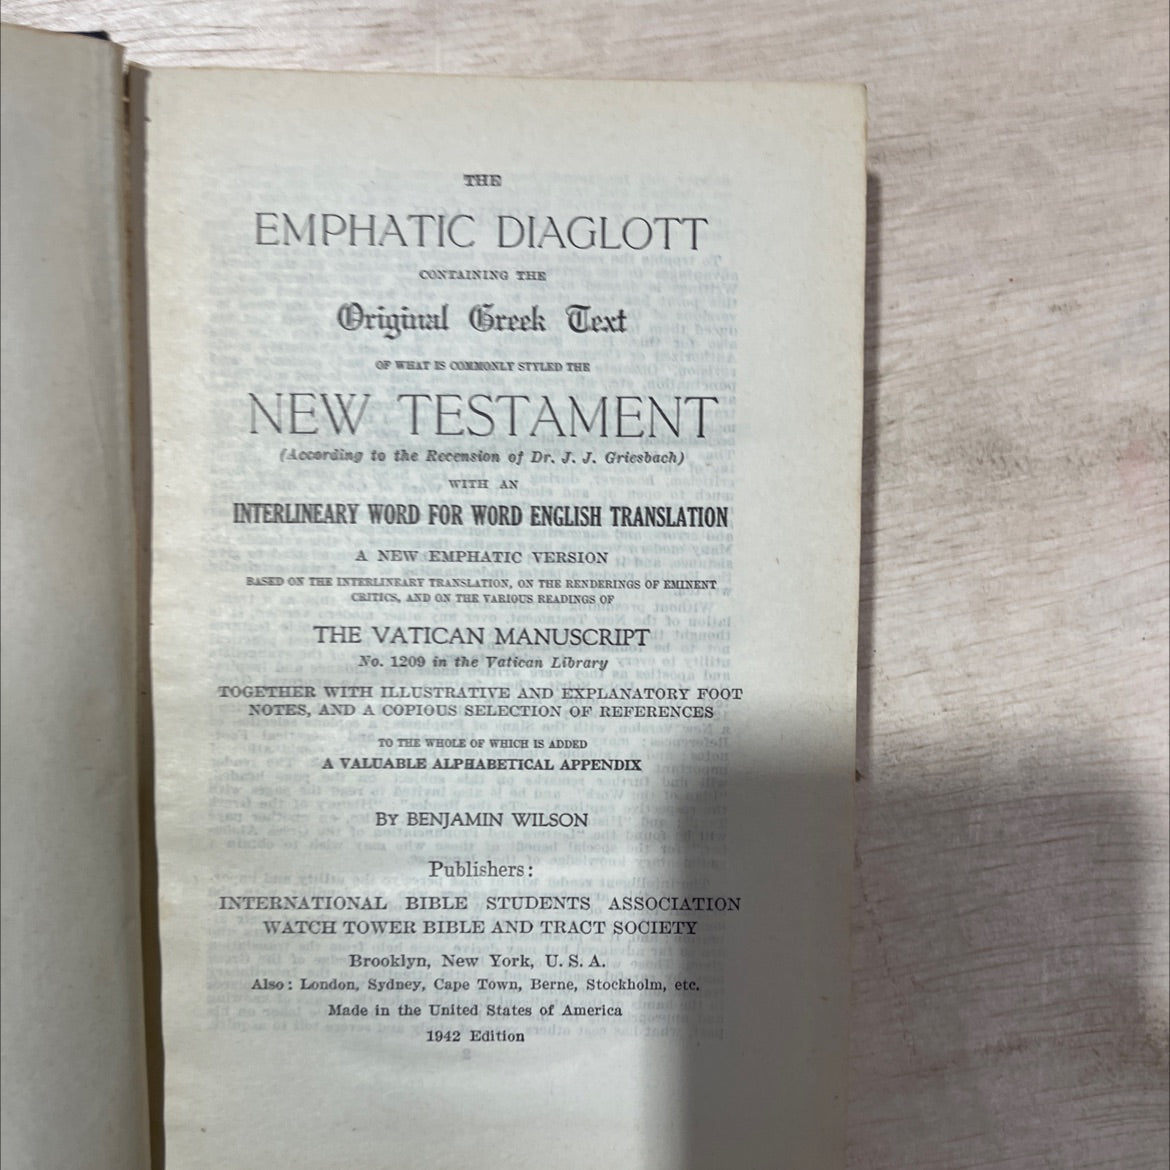 THE
EMPHATIC DIAGLOTT
CONTAINING THE
Original Greek Text
OF WHAT IS COMMONLY STYLED THE
NEW TESTAMENT
(According to the Recension of Dr. J. J. Griesbach)
WITH AN
INTERLINEARY WORD FOR WORD ENGLISH TRANSLATION
A NEW EMPHATIC VERSION
BASED ON THE INTERLINEARY TRANSLATION, ON THE RENDERINGS OF EMINENT
CRITICS, AND ON THE VARIOUS READINGS OF
THE VATICAN MANUSCRIPT
No. 1209 in the Vatican Library
TOGETHER WITH ILLUSTRATIVE AND EXPLANATORY FOOT
NOTES, AND A COPIOUS SELECTION OF REFERENCES
TO THE WHOLE OF WHICH IS ADDED
A VALUABLE ALPHABETICAL APPENDIX
BY BENJAMIN WILSON
Publishers:
INTERNATIONAL BIBLE STUDENTS ASSOCIATION
WATCH TOWER BIBLE AND TRACT SOCIETY
Brooklyn, New York, U. S. A.
Also: London, Sydney, Cape Town, Berne, Stockholm, etc.
Made in the United States of America
1942 Edition